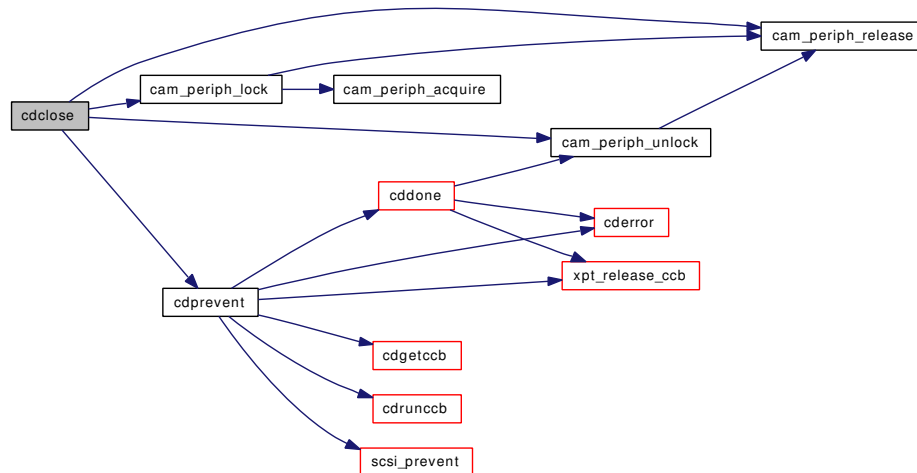 cam_periph_release
cam_periph_lock
cam_periph_acquire
cdclose
cam_periph_unlock
cddone
cderror
xpt_release_ccb
cdprevent
cdgetccb
cdrunccb
scsi_prevent